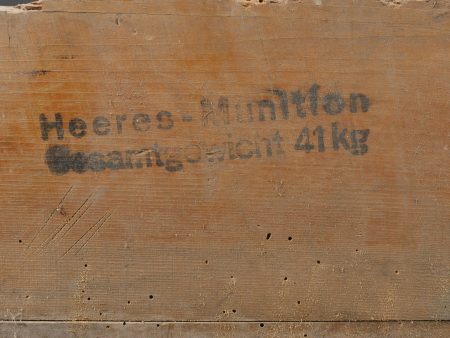 Heeres-Munition
Gesamtgewicht 41kg